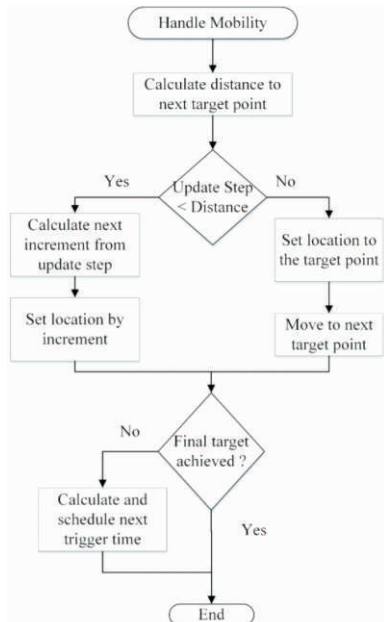 Handle Mobility
Calculate distance to
next target point
Yes
Update Step
< Distance
No
Calculate next
increment from
update step
Set location to
the target point
Set location by
increment
Move to next
target point
No
Final target
achieved ?
Calculate and
schedule next
trigger time
Yes
End